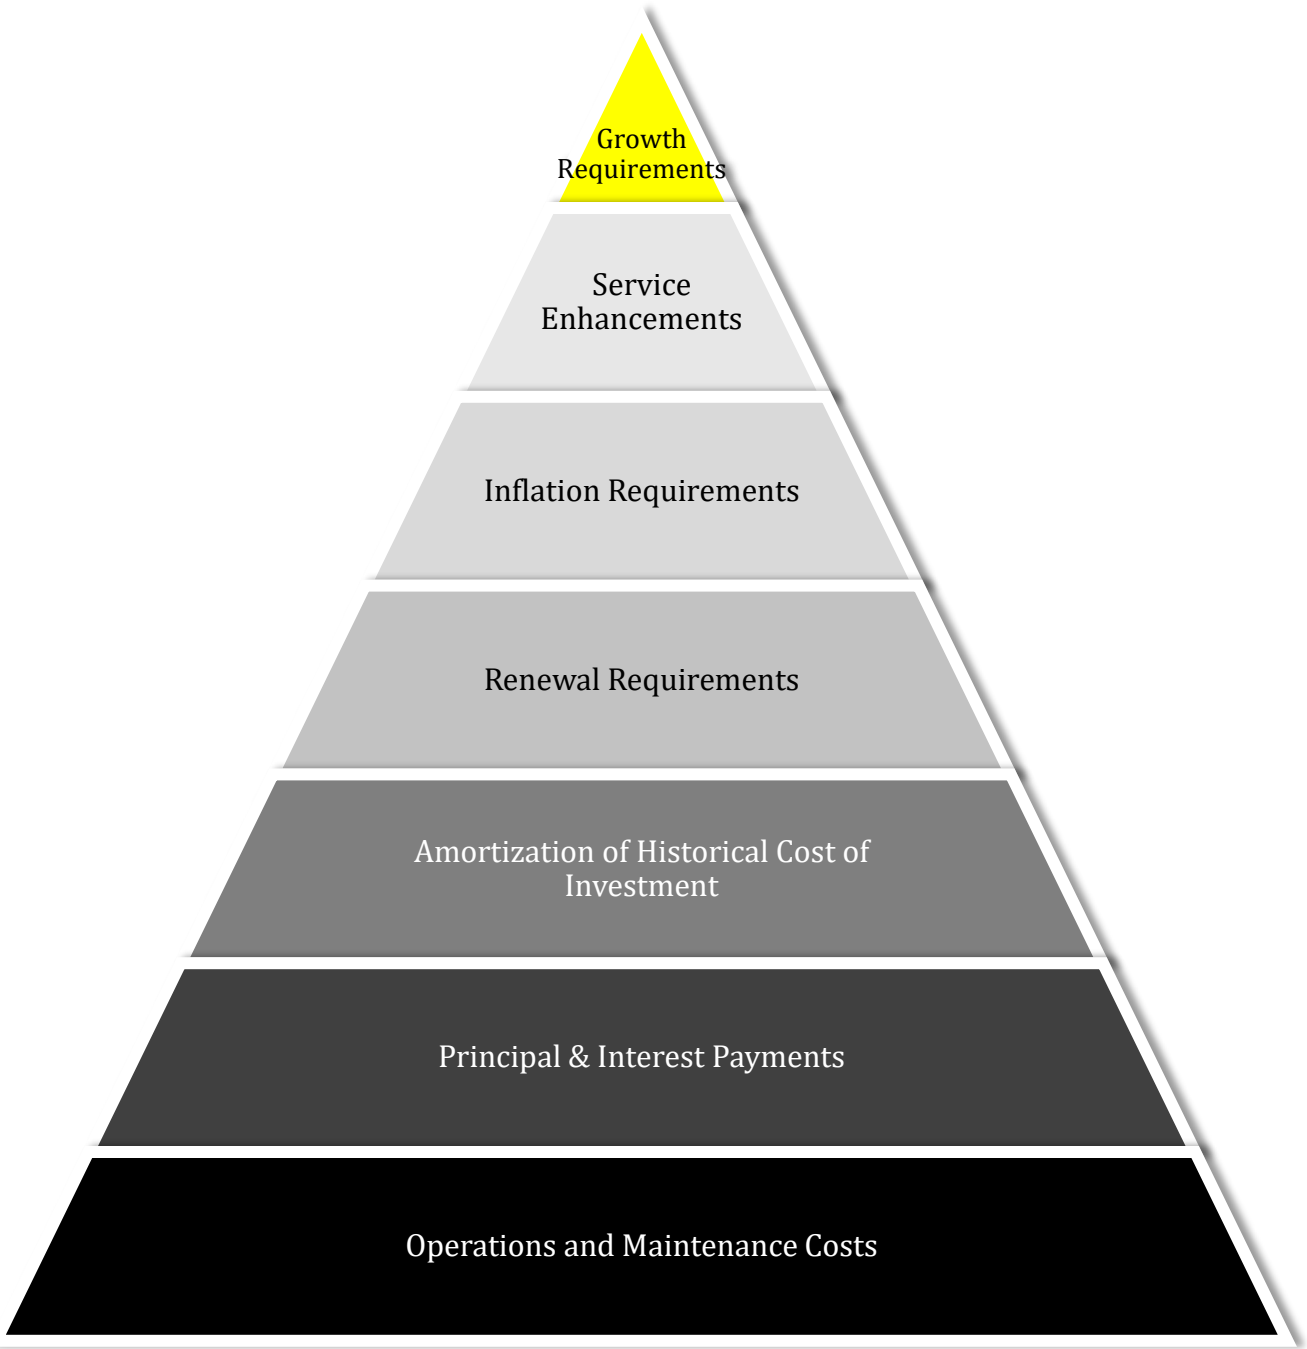 Growth
Requirements
Service
Enhancements
Inflation Requirements
Renewal Requirements
Amortization of Historical Cost of
Investment
Principal & Interest Payments
Operations and Maintenance Costs